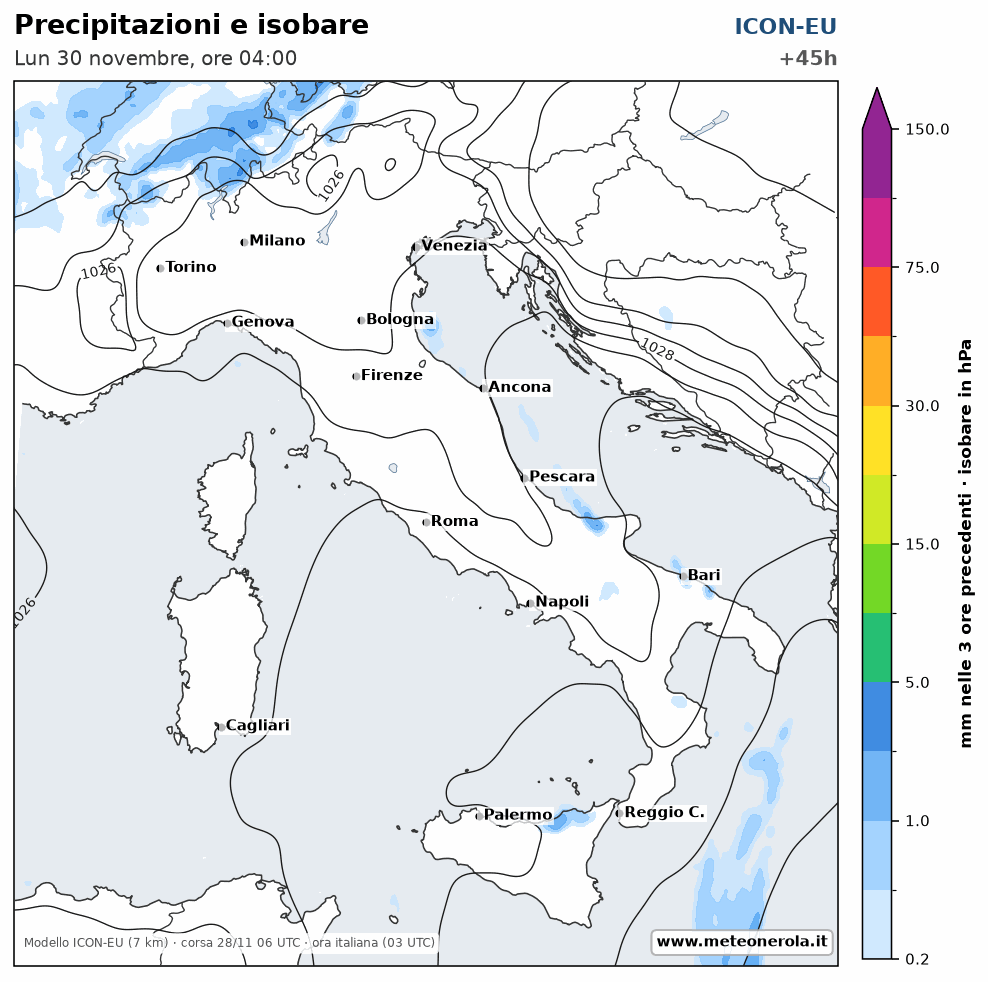 Precipitazioni e isobare
ICON-EU
Lun 30 novembre, ore 04:00
+45h
150.0
75.0
30.0
15.0
5.0
1.0
0.2
mm nelle 3 ore precedenti · isobare in hPa
1026
Milano
Venezia
Torino
1026
Genova
Bologna
1028
Firenze
Ancona
Pescara
Roma
Bari
Napoli
1026
Cagliari
Palermo
Reggio C.
Modello ICON-EU (7 km) · corsa 28/11 06 UTC · ora italiana (03 UTC)
www.meteonerola.it